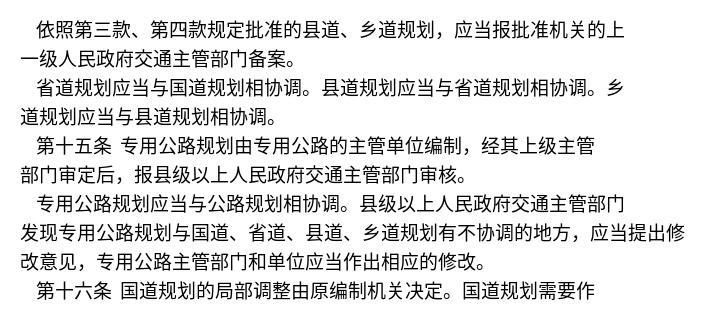 依照第三款、第四款规定批准的县道、乡道规划，应当报批准机关的上
一级人民政府交通主管部门备案。
省道规划应当与国道规划相协调。县道规划应当与省道规划相协调。乡
道规划应当与县道规划相协调。
第十五条 专用公路规划由专用公路的主管单位编制，经其上级主管
部门审定后，报县级以上人民政府交通主管部门审核。
专用公路规划应当与公路规划相协调。县级以上人民政府交通主管部门
发现专用公路规划与国道、省道、县道、乡道规划有不协调的地方，应当提出修
改意见，专用公路主管部门和单位应当作出相应的修改。
第十六条 国道规划的局部调整由原编制机关决定。国道规划需要作